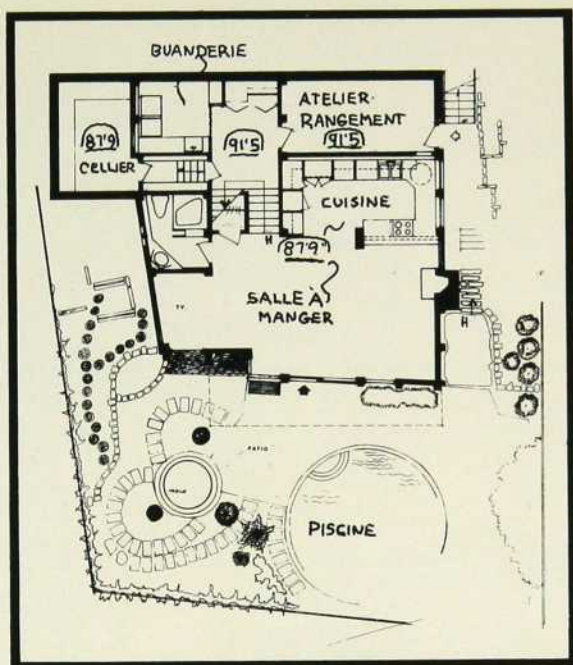 BUANDERIE
ATELIER-
RANGEMENT
91'5
91'5
87'9
CELLIER
CUISINE
H
87'9"
SALLE À
MANGER
TV
H
PATIO
PISCINE